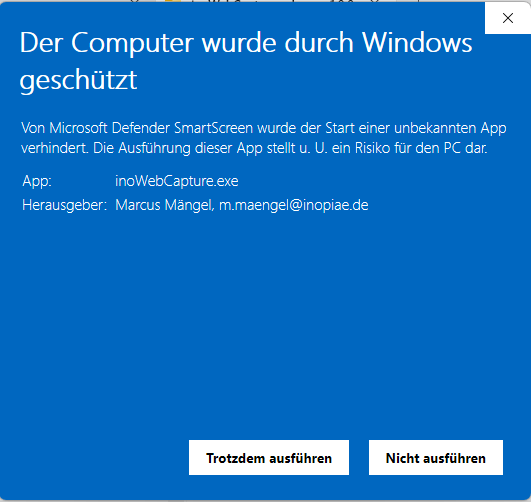 Der Computer wurde durch Windows
geschützt
Von Microsoft Defender SmartScreen wurde der Start einer unbekannten App
verhindert. Die Ausführung dieser App stellt u. U. ein Risiko für den PC dar.
App: inoWebCapture.exe
Herausgeber: Marcus Mängel, m.maengel@inopiae.de
Trotzdem ausführen Nicht ausführen